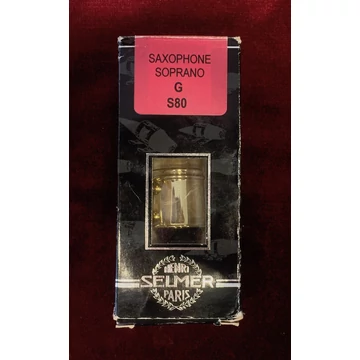 SAXOPHONE
SOPRANO
G
S80
SELMER
PARIS